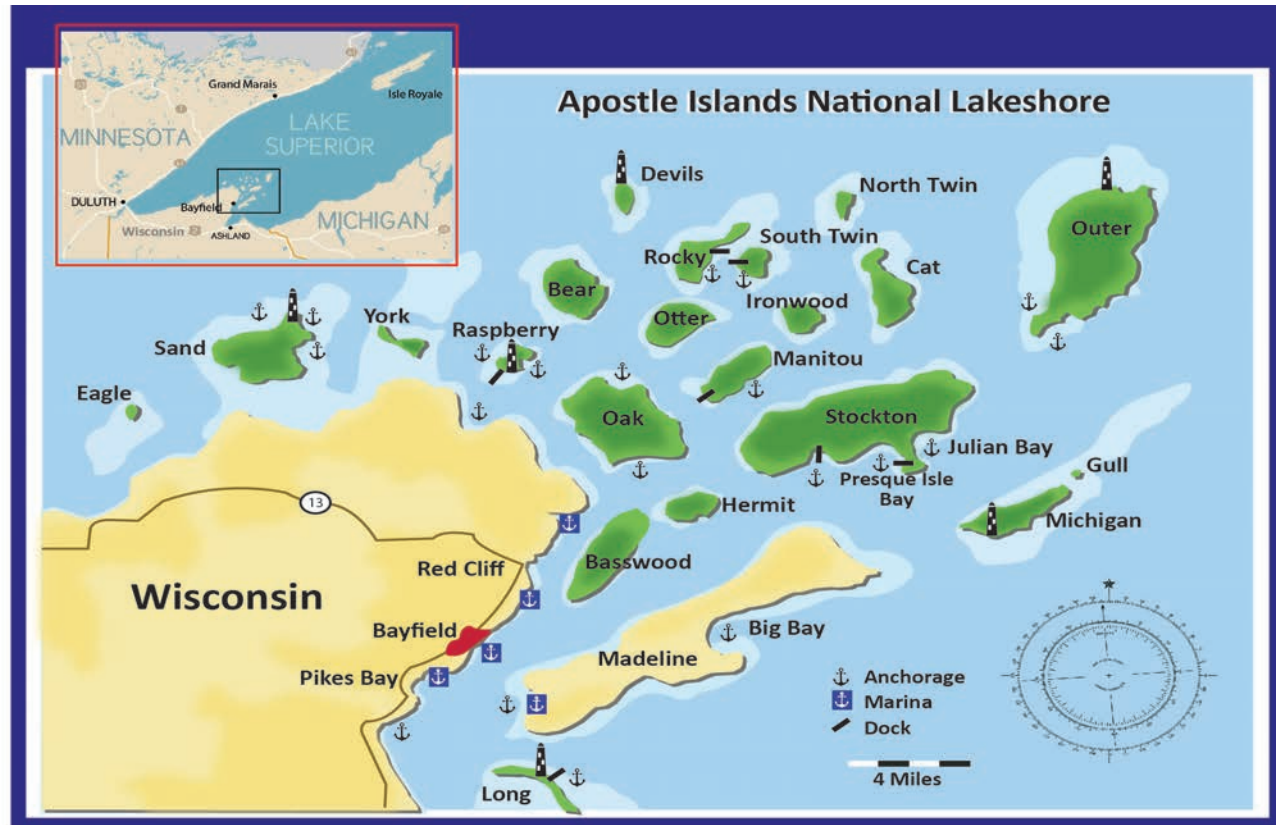 Apostle Islands National Lakeshore
Grand Marais
Isle Royale
MINNESOTA
LAKE
SUPERIOR
DULUTH
Bayfield
Wisconsin
2
ASHLAND
MICHIGAN
Devils
North Twin
Outer
South Twin
Rocky
Cat
Bear
Ironwood
Otter
York
Raspberry
Sand
Manitou
Eagle
Oak
Stockton
Julian Bay
Presque Isle
Bay
Gull
Michigan
Hermit
13
Basswood
Red Cliff
Wisconsin
Bayfield
Big Bay
Madeline
Pikes Bay
Anchorage
Marina
Dock
4 Miles
Long